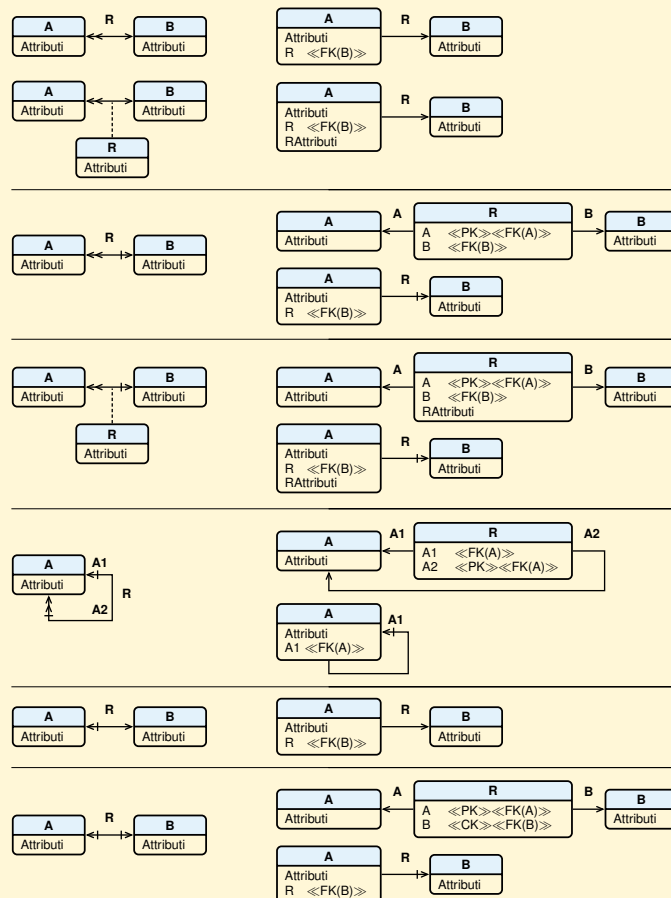 A R B
Attributi Attributi
A
Attributi
R ≪FK(B)≫
R B
Attributi
A B
Attributi Attributi
R
Attributi
A
Attributi
R ≪FK(B)≫
RAttributi
R B
Attributi
A R B
Attributi Attributi
A
Attributi
A R B
A ≪PK≫≪FK(A)≫
B ≪FK(B)≫
B
Attributi
A
Attributi
R ≪FK(B)≫
R B
Attributi
A B
Attributi Attributi
R
Attributi
A
Attributi
A R B
A ≪PK≫≪FK(A)≫
B ≪FK(B)≫
RAttributi
B
Attributi
A
Attributi
R ≪FK(B)≫
RAttributi
R B
Attributi
A
Attributi
A1
R
A2
A
Attributi
A1 R A2
A1 ≪FK(A)≫
A2 ≪PK≫≪FK(A)≫
A
Attributi
A1 ≪FK(A)≫
A1
A R B
Attributi Attributi
A
Attributi
R ≪FK(B)≫
R B
Attributi
A R B
Attributi Attributi
A
Attributi
A R B
A ≪PK≫≪FK(A)≫
B ≪CK≫≪FK(B)≫
B
Attributi
A
Attributi
R ≪FK(B)≫
R B
Attributi